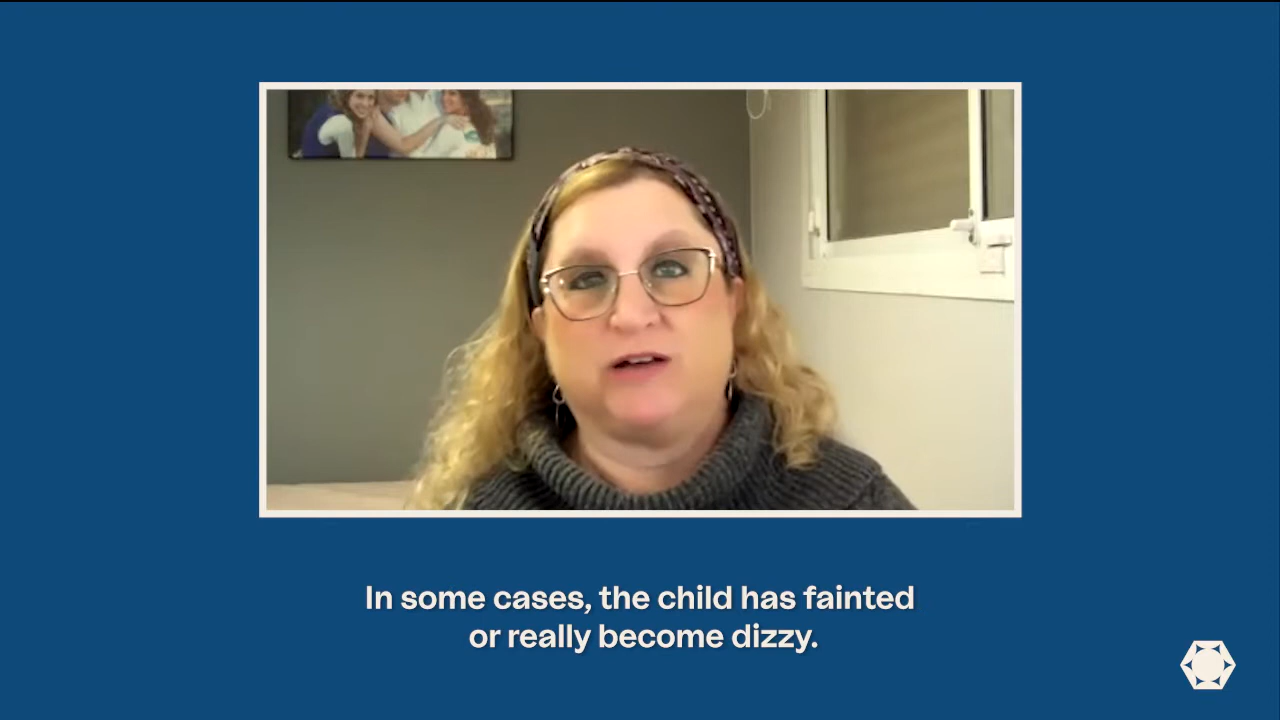 In some cases, the child has fainted
or really become dizzy.